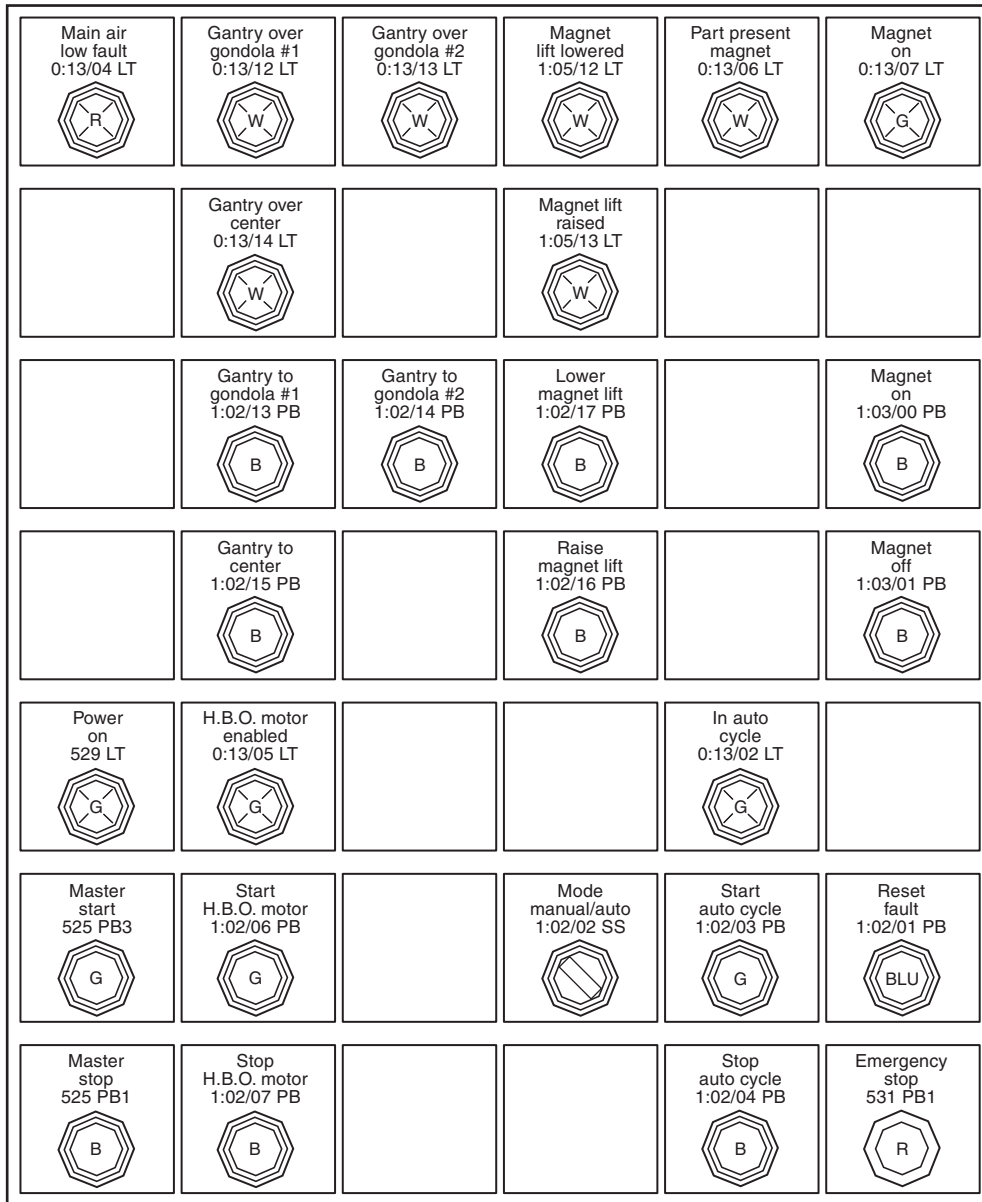 Main air
low fault
0:13/04 LT
R
Gantry over
gondola #1
0:13/12 LT
W
Gantry over
gondola #2
0:13/13 LT
W
Magnet
lift lowered
1:05/12 LT
W
Part present
magnet
0:13/06 LT
W
Magnet
on
0:13/07 LT
G
Gantry over
center
0:13/14 LT
W
Magnet lift
raised
1:05/13 LT
W
Gantry to
gondola #1
1:02/13 PB
B
Gantry to
gondola #2
1:02/14 PB
B
Lower
magnet lift
1:02/17 PB
B
Magnet
on
1:03/00 PB
B
Gantry to
center
1:02/15 PB
B
Raise
magnet lift
1:02/16 PB
B
Magnet
off
1:03/01 PB
B
Power
on
529 LT
G
H.B.O. motor
enabled
0:13/05 LT
G
In auto
cycle
0:13/02 LT
G
Master
start
525 PB3
G
Start
H.B.O. motor
1:02/06 PB
G
Mode
manual/auto
1:02/02 SS
Start
auto cycle
1:02/03 PB
G
Reset
fault
1:02/01 PB
BLU
Master
stop
525 PB1
B
Stop
H.B.O. motor
1:02/07 PB
B
Stop
auto cycle
1:02/04 PB
B
Emergency
stop
531 PB1
R